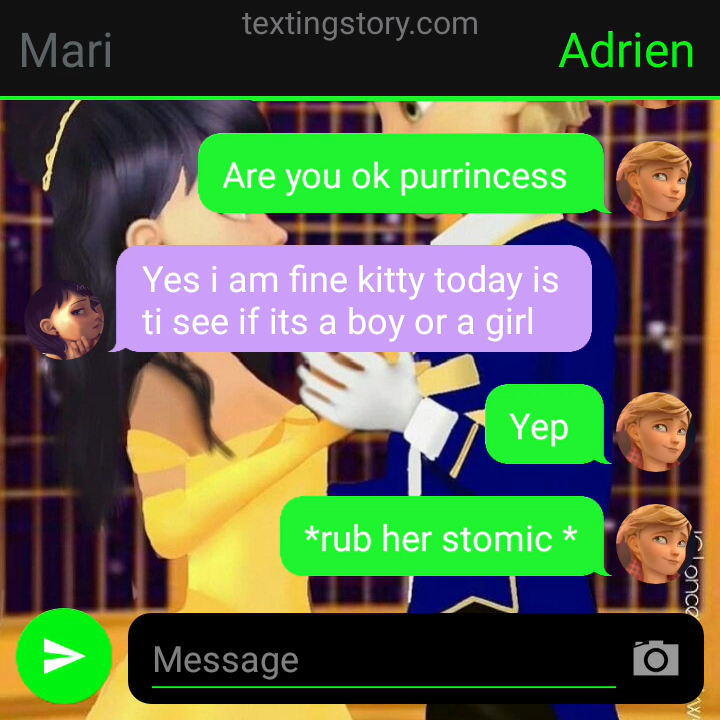 textingstory.com
Mari
Adrien
Are you ok purrincess
Yes i am fine kitty today is
ti see if its a boy or a girl
Yep
*rub her stomic *
Message